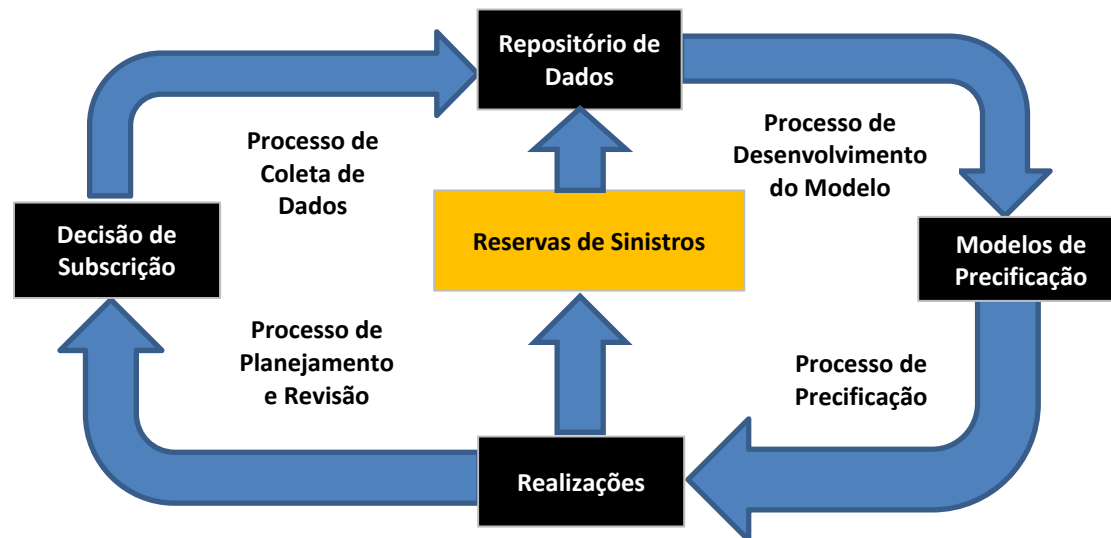 Repositório de
Dados
Processo de
Coleta de
Dados
Processo de
Desenvolvimento
do Modelo
Decisão de
Subscrição
Reservas de Sinistros
Modelos de
Precificação
Processo de
Planejamento
e Revisão
Processo de
Precificação
Realizações